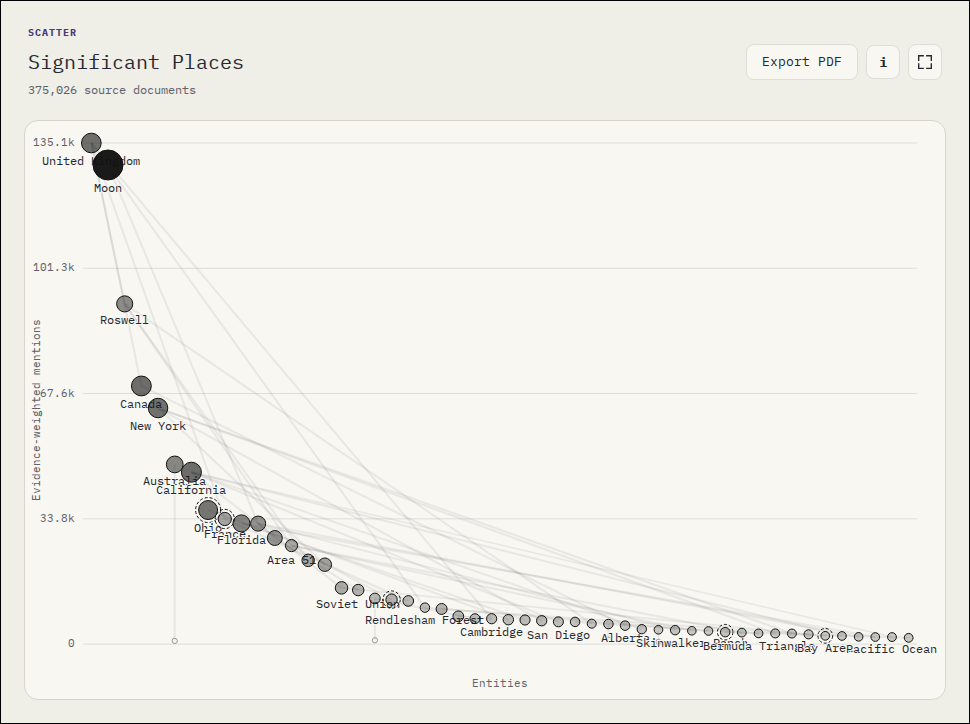 SCATTER
Significant Places
375,026 source documents
Export PDF
i
135.1k
United Kingdom
Moon
101.3k
Roswell
Evidence-weighted mentions
67.6k
Canada
New York
Australia
California
33.8k
Ohio
France
Florida
Area 51
Soviet Union
Rendlesham Forest
Cambridge
San Diego
Alberta
Skinwalker Ranch
Bermuda Triangle
Bay Area
Pacific Ocean
0
Entities